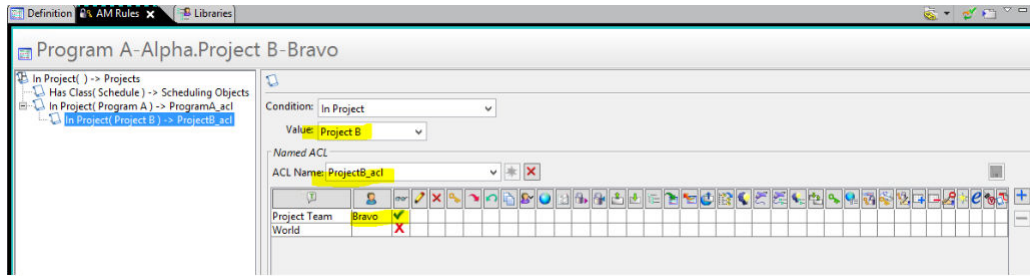 Definition AM Rules Libraries
Program A-Alpha.Project B-Bravo
In Project( ) -> Projects
Has Class( Schedule ) -> Scheduling Objects
In Project( Program A ) -> ProgramA_acl
In Project( Project B ) -> ProjectB_acl
Condition: In Project
Value: Project B
Named ACL
ACL Name: ProjectB_acl
Project Team Bravo
World